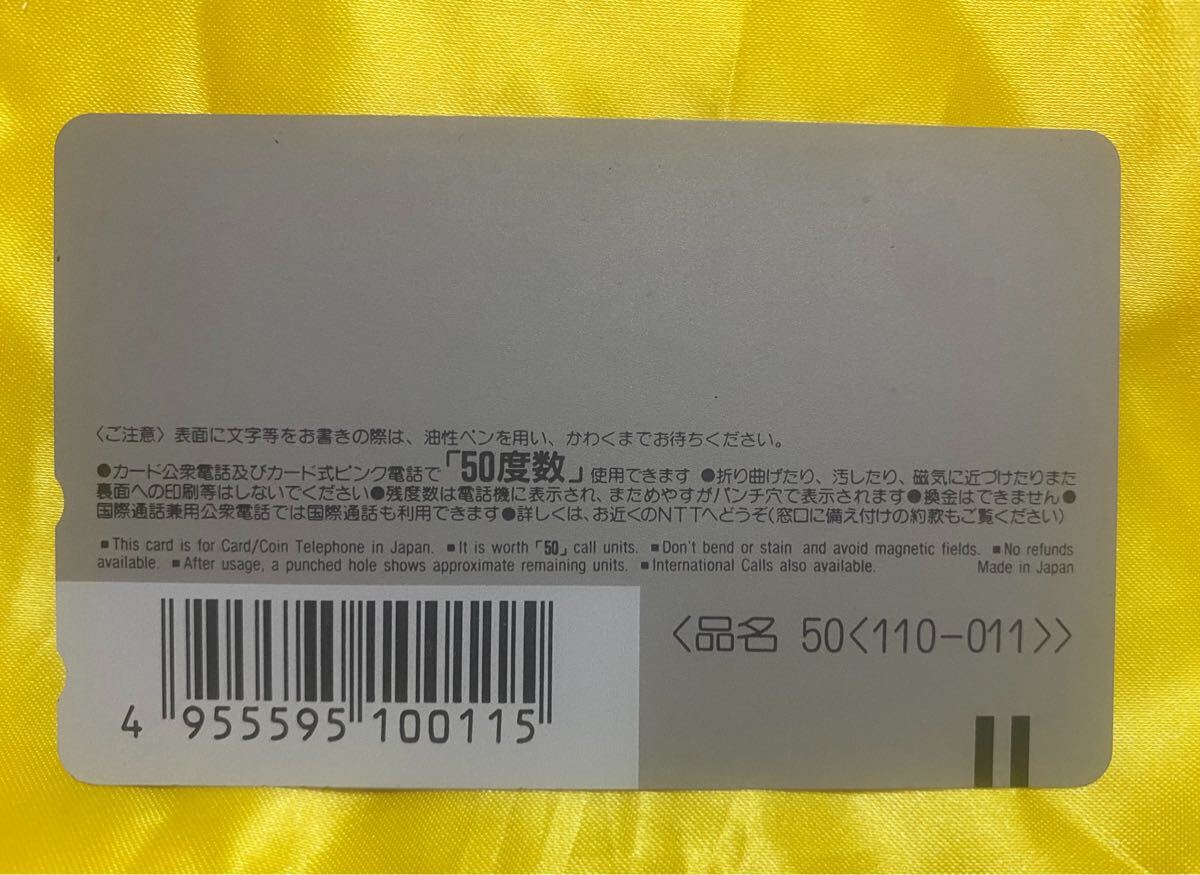 〈ご注意〉表面に文字等をお書きの際は、油性ペンを用い、かわくまでお待ちください。
●カード公衆電話及びカード式ピンク電話で「50度数」使用できます ●折り曲げたり、汚したり、磁気に近づけたりまた
裏面への印刷等はしないでください●残度数は電話機に表示され、まためやすがパンチ穴で表示されます●換金はできません●
国際通話兼用公衆電話では国際通話も利用できます●詳しくは、お近くのNTTへどうぞ(窓口に備え付けの約款もご覧ください)
■This card is for Card/Coin Telephone in Japan. ■It is worth「50」call units. ■Don't bend or stain and avoid magnetic fields. ■No refunds
available. ■After usage, a punched hole shows approximate remaining units. ■International Calls also available. Made in Japan
〈品名 50〈110-011〉〉
4 955595 100115